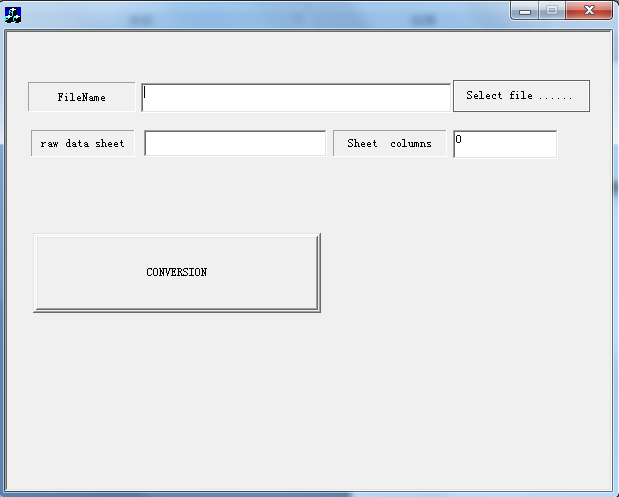 FileName
Select file ......
raw data sheet
Sheet columns
0
CONVERSION